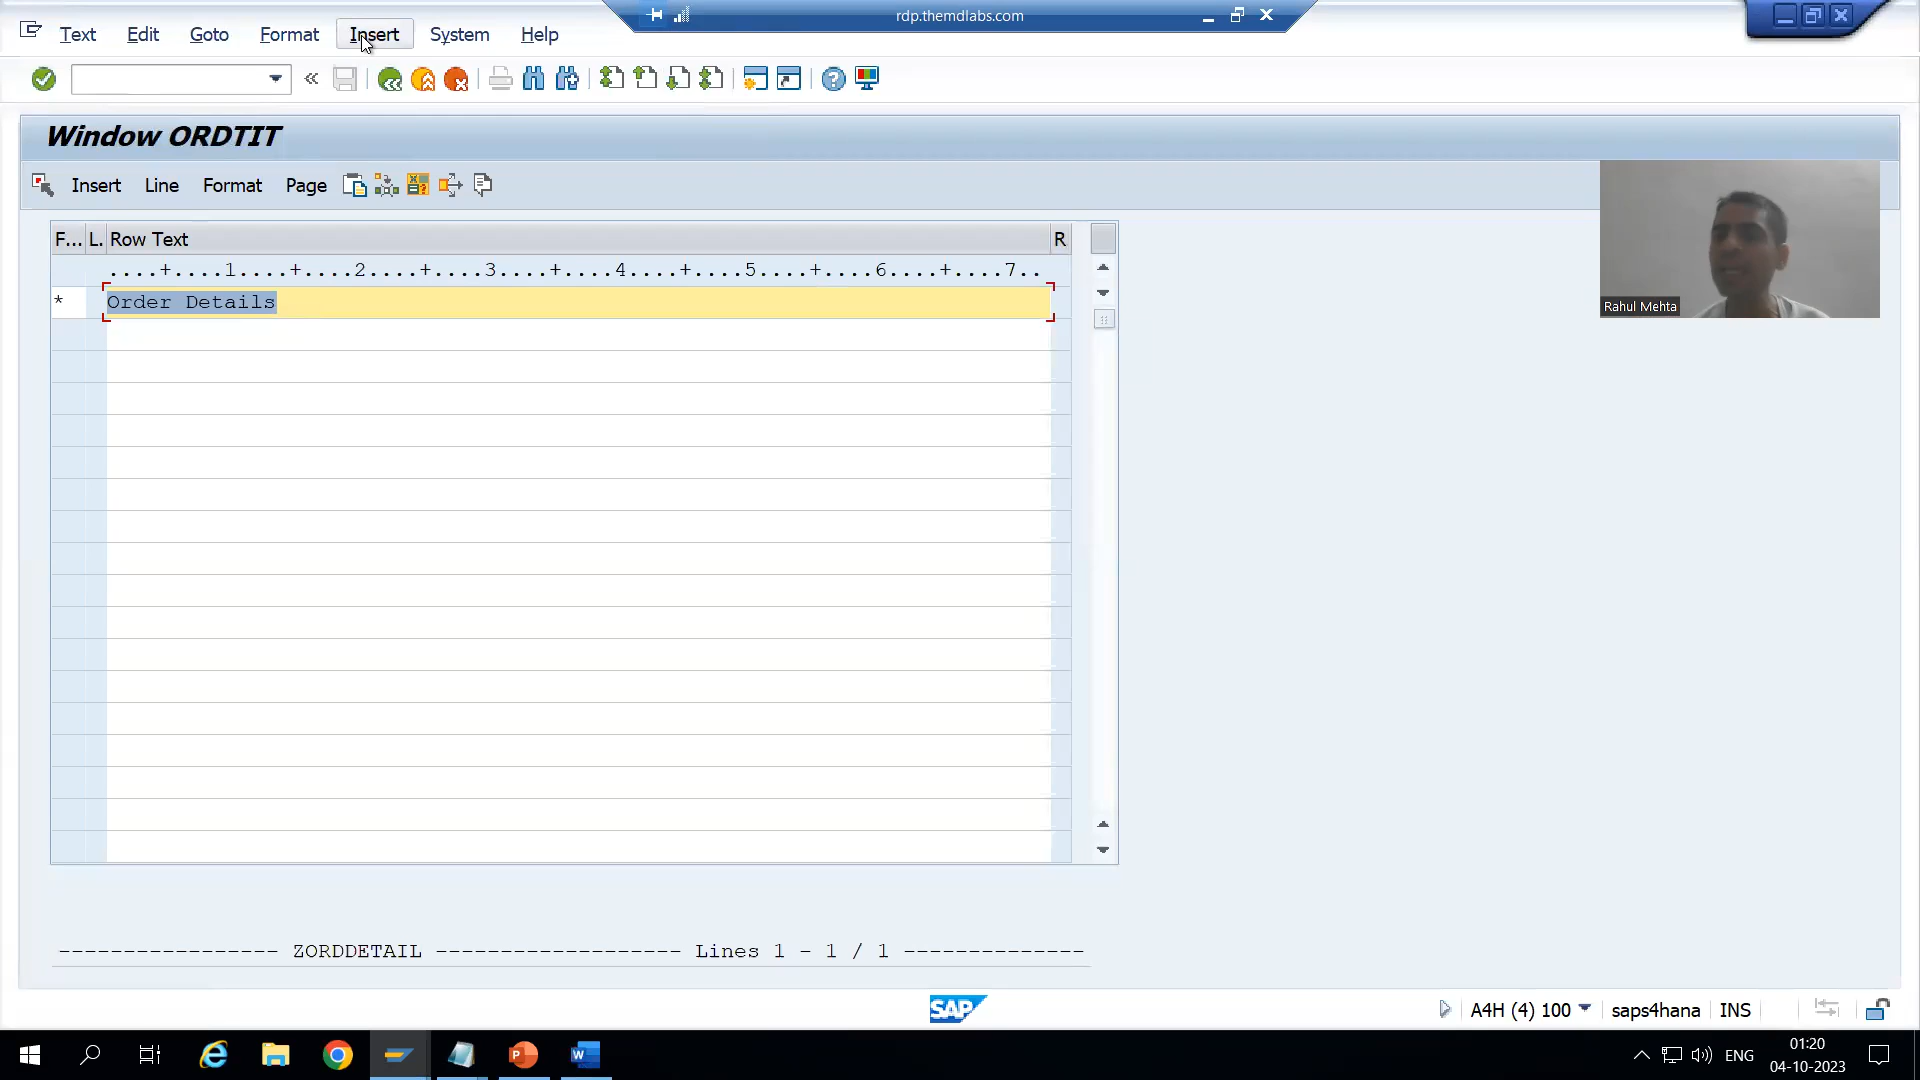 rdp.themdlabs.com
Text Edit Goto Format Insert System Help
Window ORDTIT
Insert Line Format Page
F... L. Row Text R
....+....1....+....2....+....3....+....4....+....5....+....6....+....7..
* Order Details
Rahul Mehta
---------------- ZORDDETAIL ------------------- Lines 1 - 1 / 1 --------------
SAP
A4H (4) 100 saps4hana INS
ENG
01:20
04-10-2023